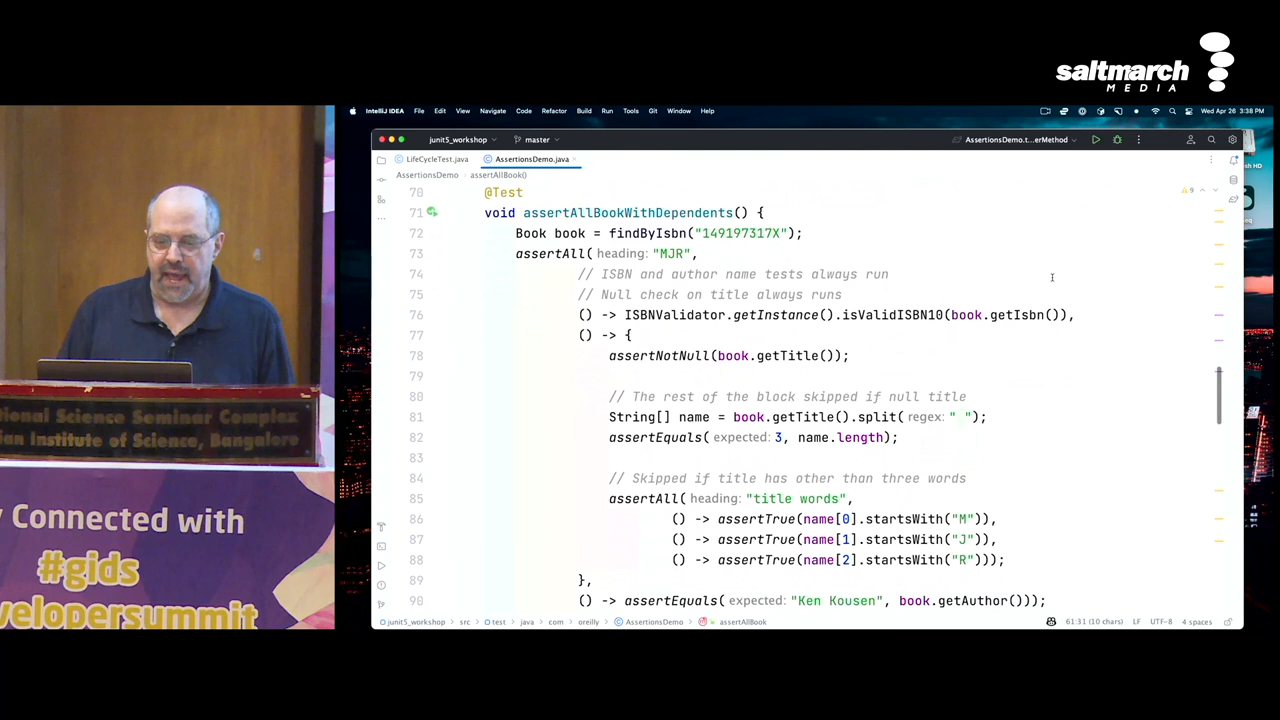 saltmarch
MEDIA
IntelliJ IDEA File Edit View Navigate Code Refactor Build Run Tools Git Window Help
Wed Apr 26 3:38 PM
junit5_workshop master
AssertionsDemo.t...erMethod
LifeCycleTest.java AssertionsDemo.java
AssertionsDemo assertAllBook()
9
70 @Test
71 void assertAllBookWithDependents() {
72 Book book = findByIsbn("149197317X");
73 assertAll( heading: "MJR",
74 // ISBN and author name tests always run
75 // Null check on title always runs
76 () -> ISBNValidator.getInstance().isValidISBN10(book.getIsbn()),
77 () -> {
78 assertNotNull(book.getTitle());
79
80 // The rest of the block skipped if null title
81 String[] name = book.getTitle().split( regex: " ");
82 assertEquals( expected: 3, name.length);
83
84 // Skipped if title has other than three words
85 assertAll( heading: "title words",
86 () -> assertTrue(name[0].startsWith("M")),
87 () -> assertTrue(name[1].startsWith("J")),
88 () -> assertTrue(name[2].startsWith("R")));
89 },
90 () -> assertEquals( expected: "Ken Kousen", book.getAuthor()));
junit5_workshop > src > test > java > com > oreilly > AssertionsDemo > assertAllBook
61:31 (10 chars) LF UTF-8 4 spaces
tional Science Seminar Complex
ian Institute of Science, Bangalore
y Connected with
#gids
velopersummit